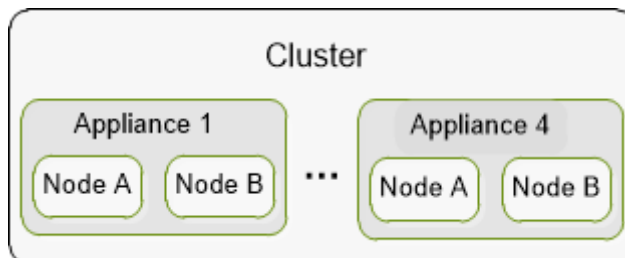 Cluster
Appliance 1
Appliance 4
...
Node A
Node B
Node A
Node B